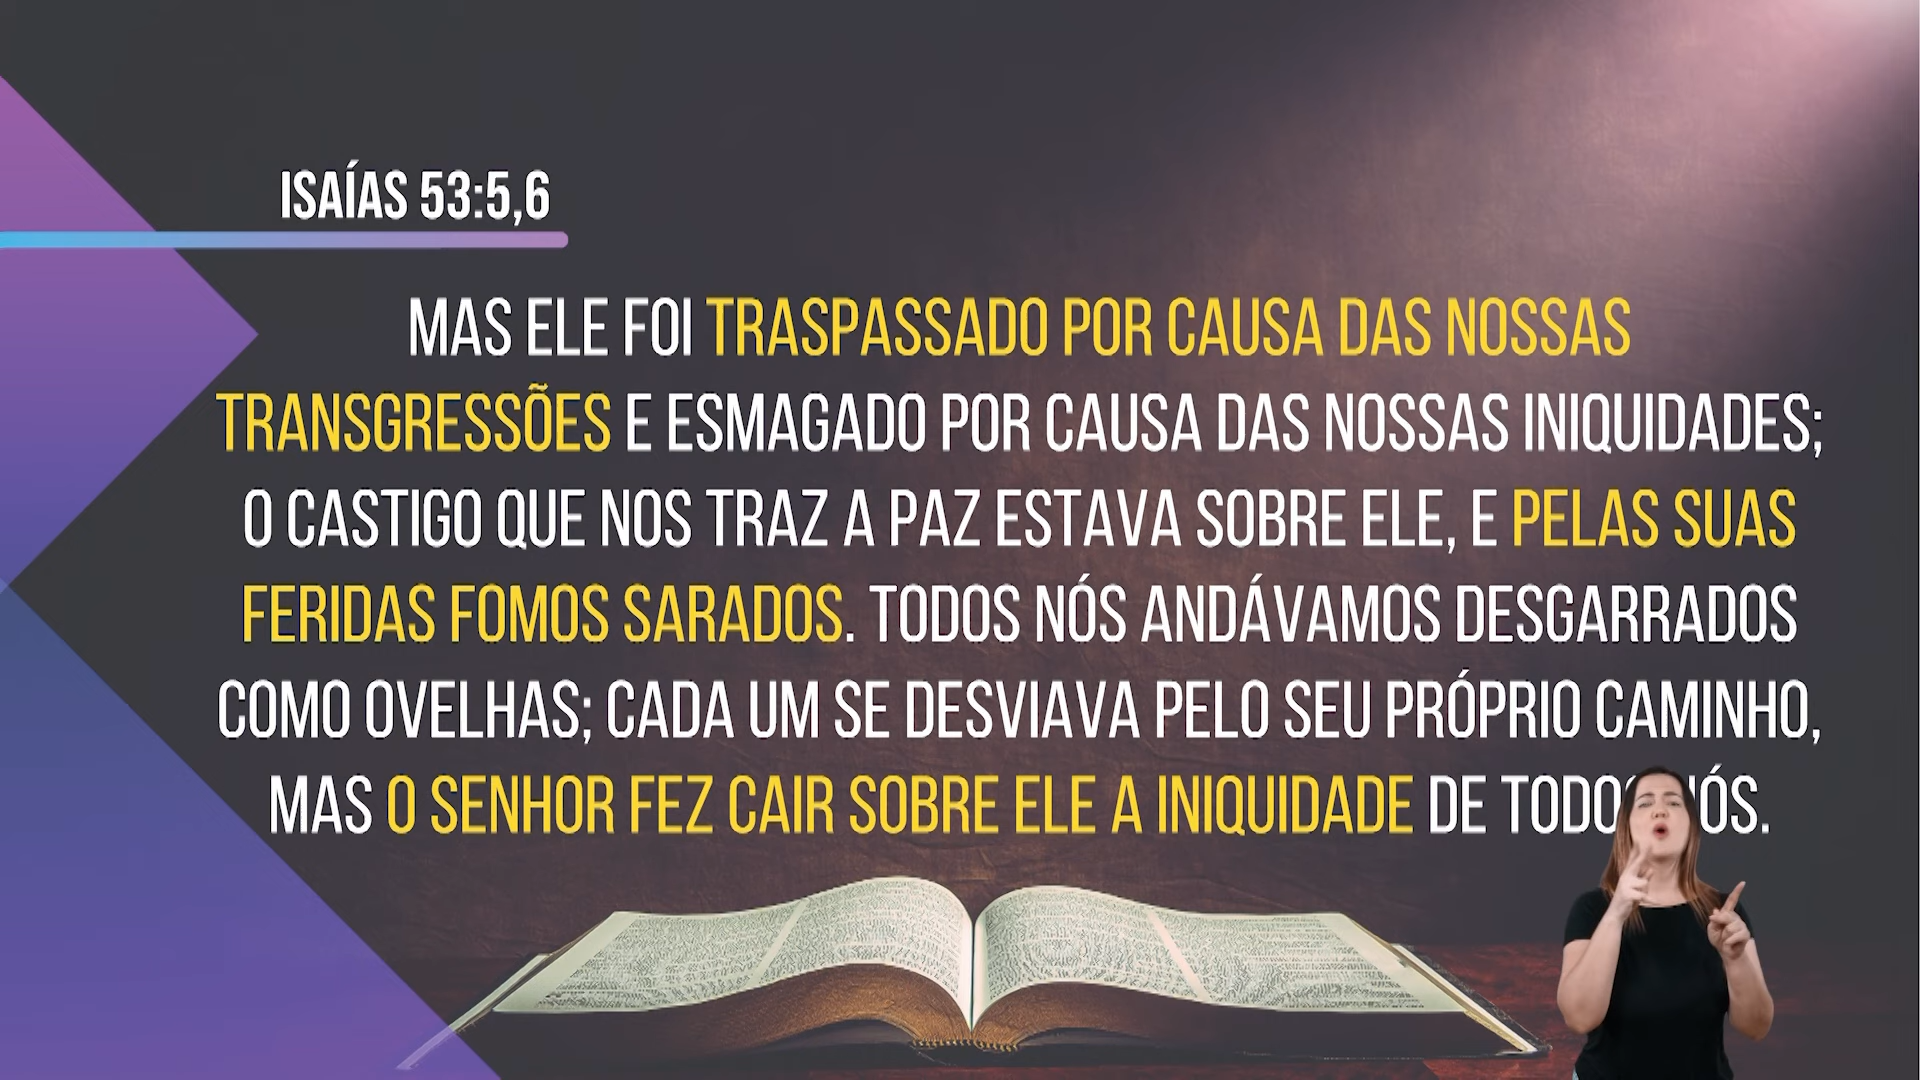 ISAÍAS 53:5,6
MAS ELE FOI TRASPASSADO POR CAUSA DAS NOSSAS
TRANSGRESSÕES E ESMAGADO POR CAUSA DAS NOSSAS INIQUIDADES;
O CASTIGO QUE NOS TRAZ A PAZ ESTAVA SOBRE ELE, E PELAS SUAS
FERIDAS FOMOS SARADOS. TODOS NÓS ANDÁVAMOS DESGARRADOS
COMO OVELHAS; CADA UM SE DESVIAVA PELO SEU PRÓPRIO CAMINHO,
MAS O SENHOR FEZ CAIR SOBRE ELE A INIQUIDADE DE TODOS NÓS.